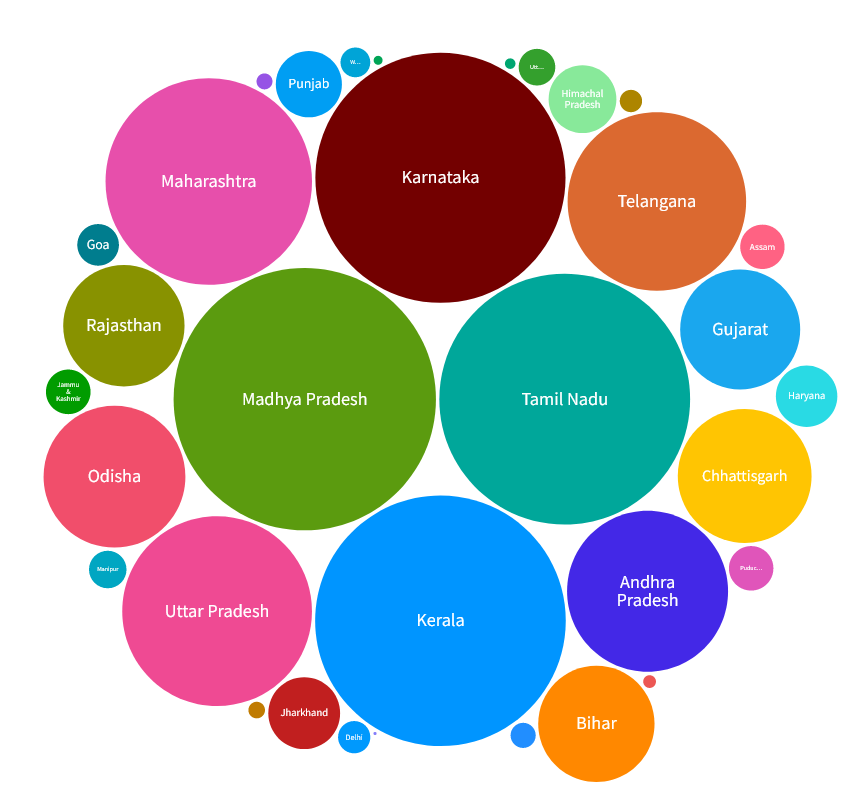 W...
Utt...
Punjab
Himachal
Pradesh
Maharashtra
Karnataka
Telangana
Goa
Assam
Rajasthan
Gujarat
Jammu
&
Kashmir
Madhya Pradesh
Tamil Nadu
Haryana
Odisha
Chhattisgarh
Manipur
Puduc...
Andhra
Pradesh
Uttar Pradesh
Kerala
Jharkhand
Bihar
Delhi